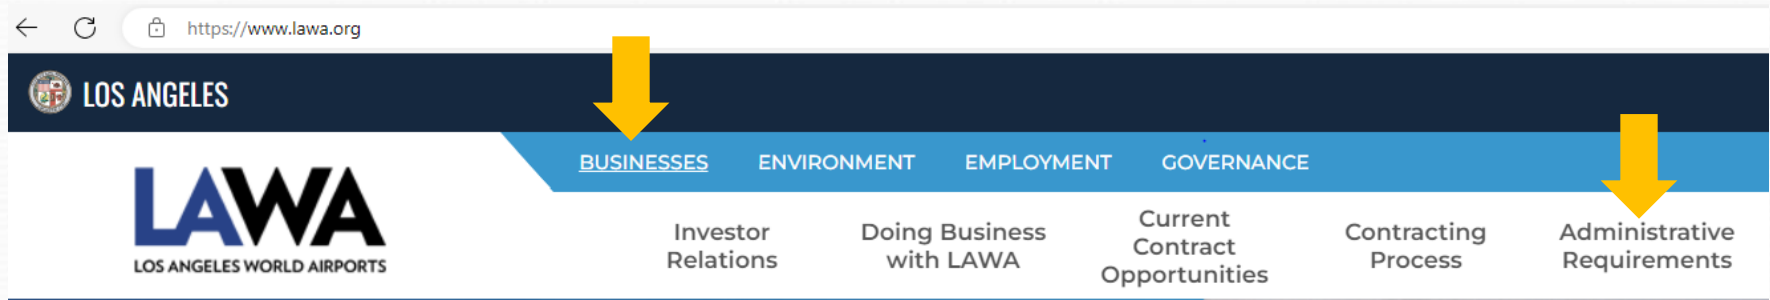 https://www.lawa.org
LOS ANGELES
BUSINESSES ENVIRONMENT EMPLOYMENT GOVERNANCE
LAWA
LOS ANGELES WORLD AIRPORTS
Investor
Relations
Doing Business
with LAWA
Current
Contract
Opportunities
Contracting
Process
Administrative
Requirements